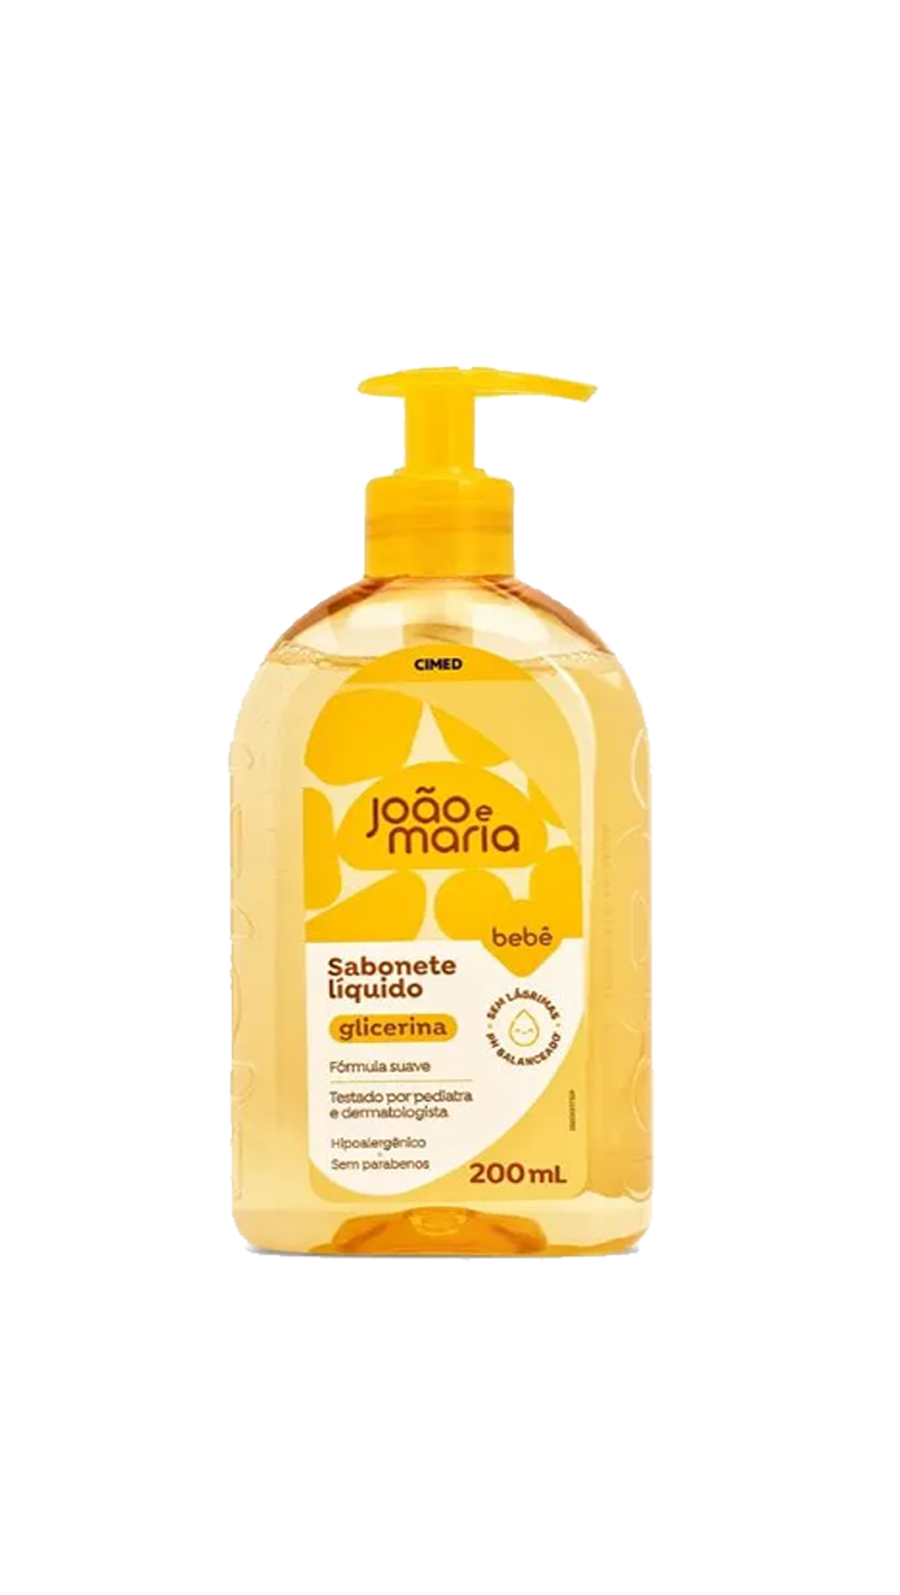 CIMED
João e
maria
bebê
Sabonete
líquido
glicerina
SEM LÁGRIMAS
PH BALANCEADO
Fórmula suave
Testado por pediatra
e dermatologista
Hipoalergênico
Sem parabenos
200 mL